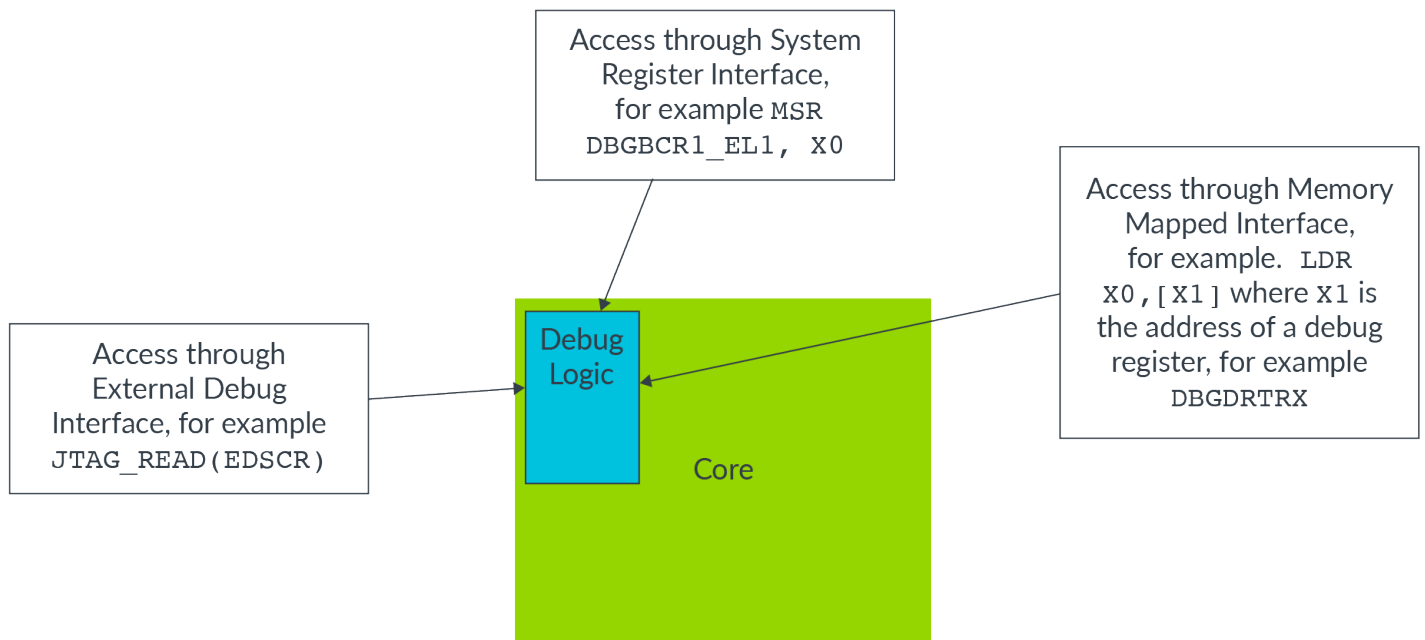 Access through System
Register Interface,
for example MSR
DBGBCR1_EL1, X0
Access through Memory
Mapped Interface,
for example. LDR
X0,[X1] where X1 is
the address of a debug
register, for example
DBGDRTRX
Access through
External Debug
Interface, for example
JTAG_READ(EDSCR)
Debug
Logic
Core